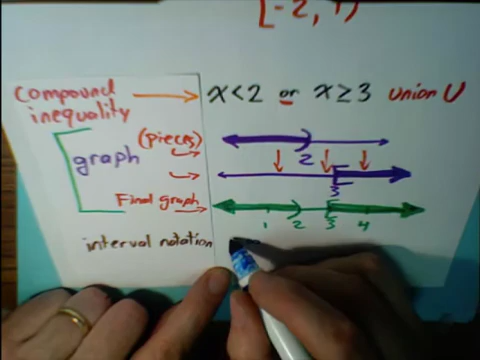 [-2, 1)
Compound inequality x < 2 or x ≥ 3 union U
(pieces)
graph
2
3
Final graph
1 2 3 4
interval notation